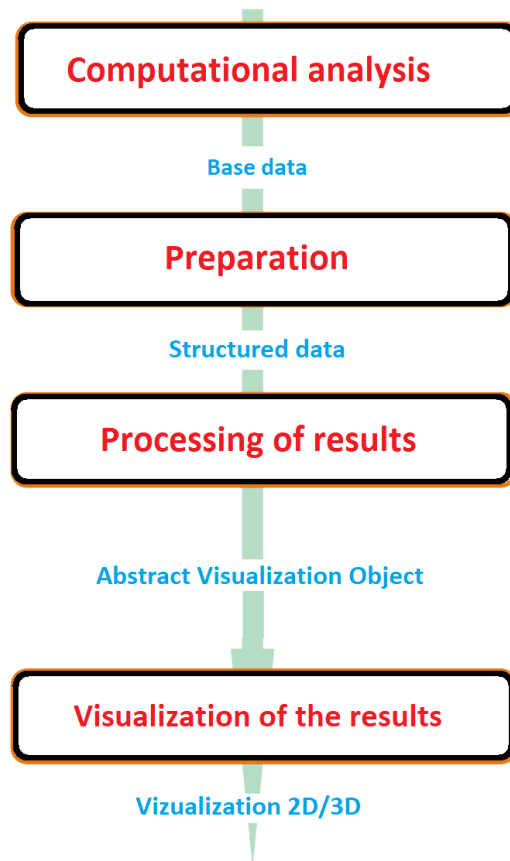 Computational analysis
Base data
Preparation
Structured data
Processing of results
Abstract Visualization Object
Visualization of the results
Vizualization 2D/3D